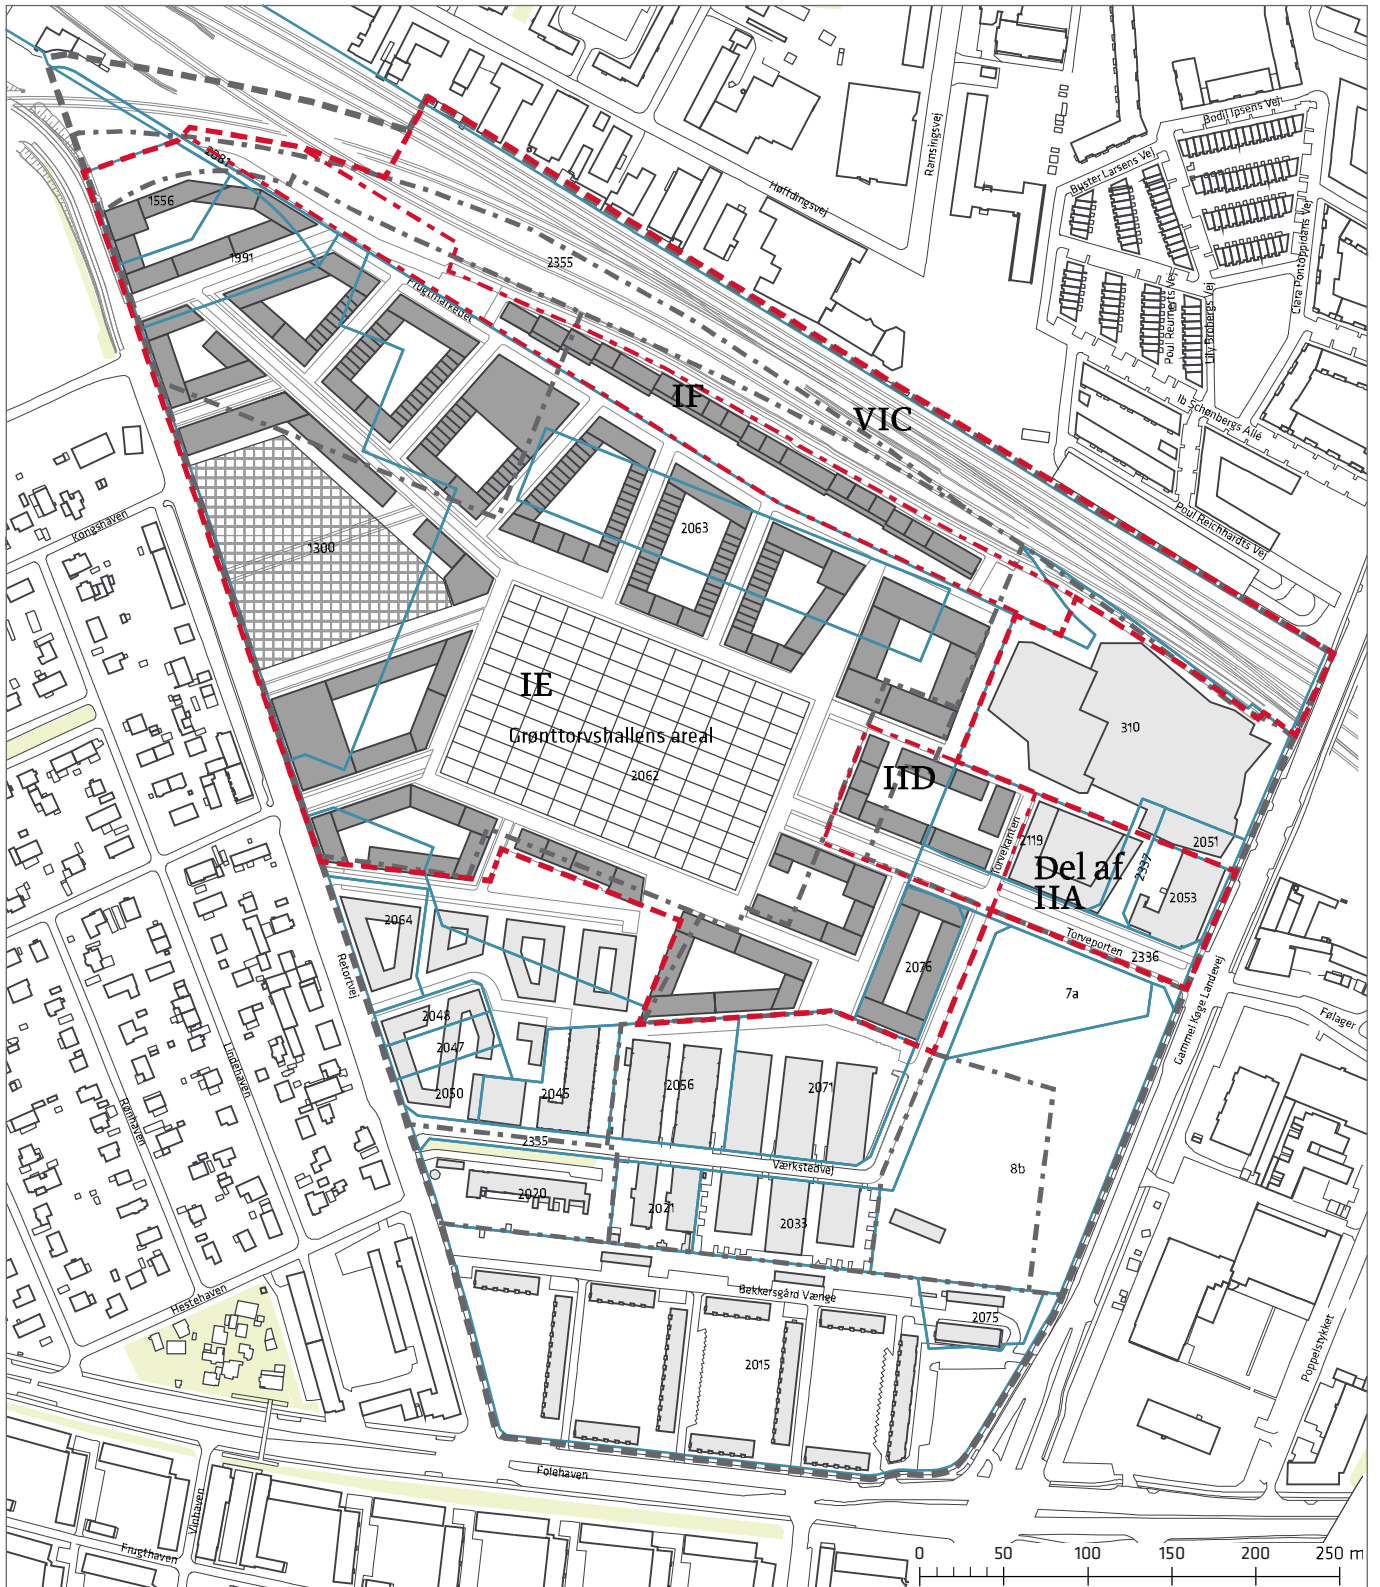 Bodil Ipsens Vej
Ramsingsvej
Buster Larsens Vej
2681
Høffdingsvej
1556
Clara Pontoppidans Vej
1991
2355
Frugtmarkedet
Poul Reumerts Vej
Lily Brobergs Vej
IF
VIC
Ib Schønbergs Allé
Kongshaven
2063
Poul Reichhardts Vej
1300
IE
Grønttorvshallens areal
2062
310
IID
Torvekanten
2119
2051
Del af
IIA
2337
2053
2064
Torveporten
2336
2076
Retortvej
7a
Gammel Køge Landevej
2048
Følager
2047
Lindehaven
2050
2045
2056
2071
Rønhaven
2335
Værkstedvej
8b
2020
2021
2033
Bekkersgård Vænge
Hestehaven
2075
2015
Poppelstykket
Folehaven
Vinhaven
Frugthaven
0 50 100 150 200 250 m